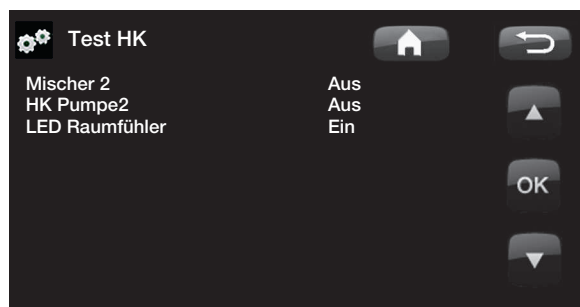 Test HK
Mischer 2 Aus
HK Pumpe2 Aus
LED Raumfühler Ein
OK